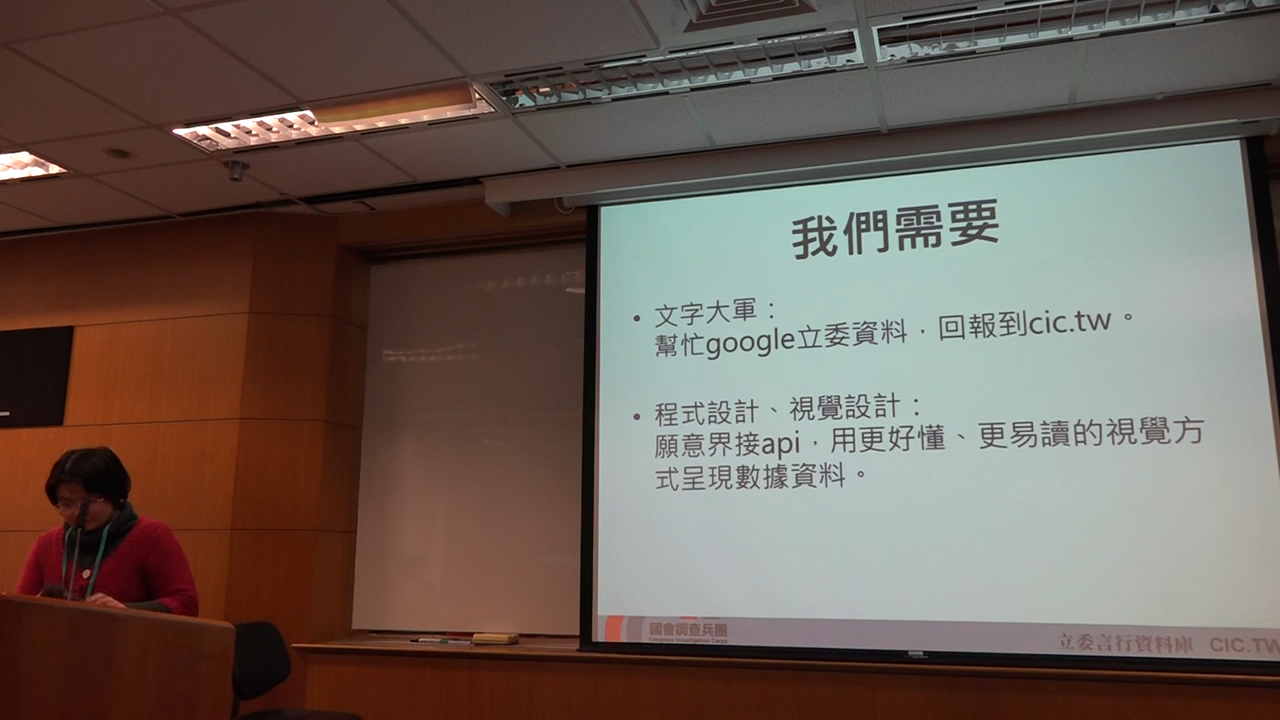 我們需要
• 文字大軍：
幫忙google立委資料，回報到cic.tw。
• 程式設計、視覺設計：
願意界接api，用更好懂、更易讀的視覺方
式呈現數據資料。
國會調查兵團
Congress Investigation Corps
立委言行資料庫 CIC.TW